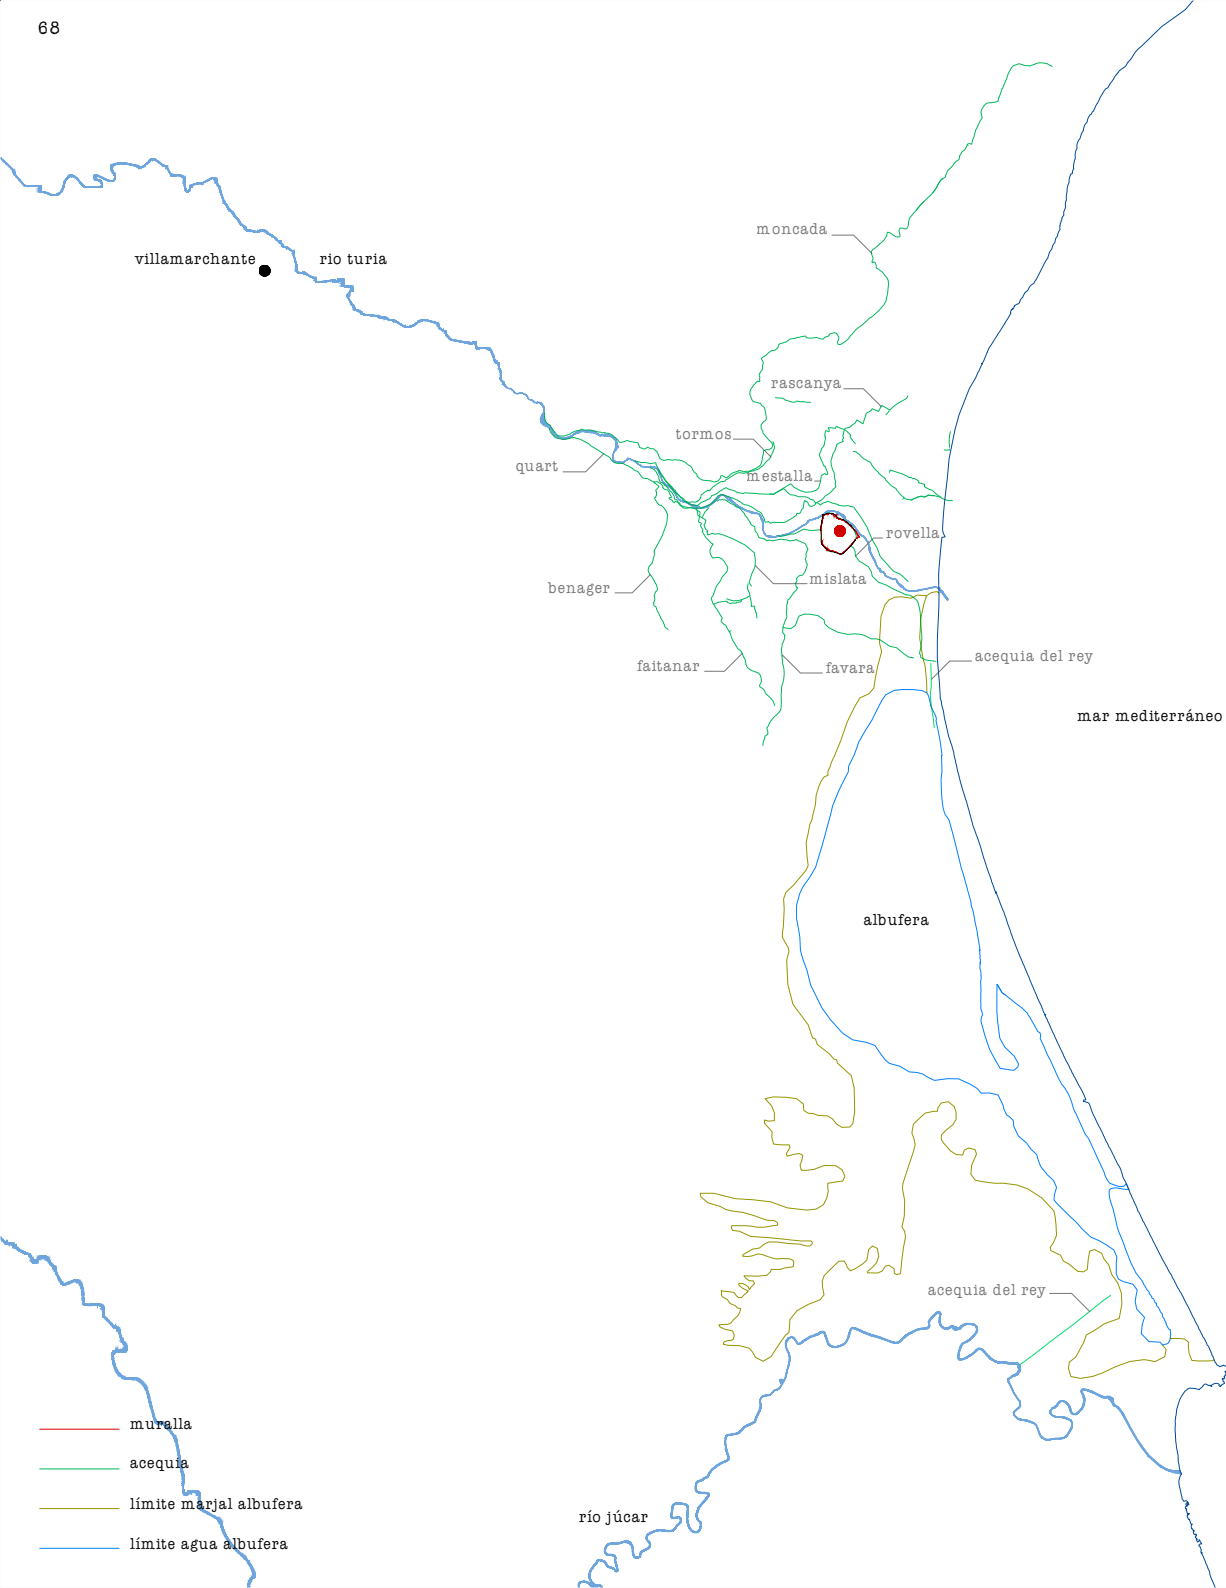 68
moncada
villamarchante
rio turia
rascanya
tormos
quart
mestalla
rovella
mislata
benager
acequia del rey
faitanar
favara
mar mediterráneo
albufera
acequia del rey
muralla
acequia
límite marjal albufera
río júcar
límite agua albufera